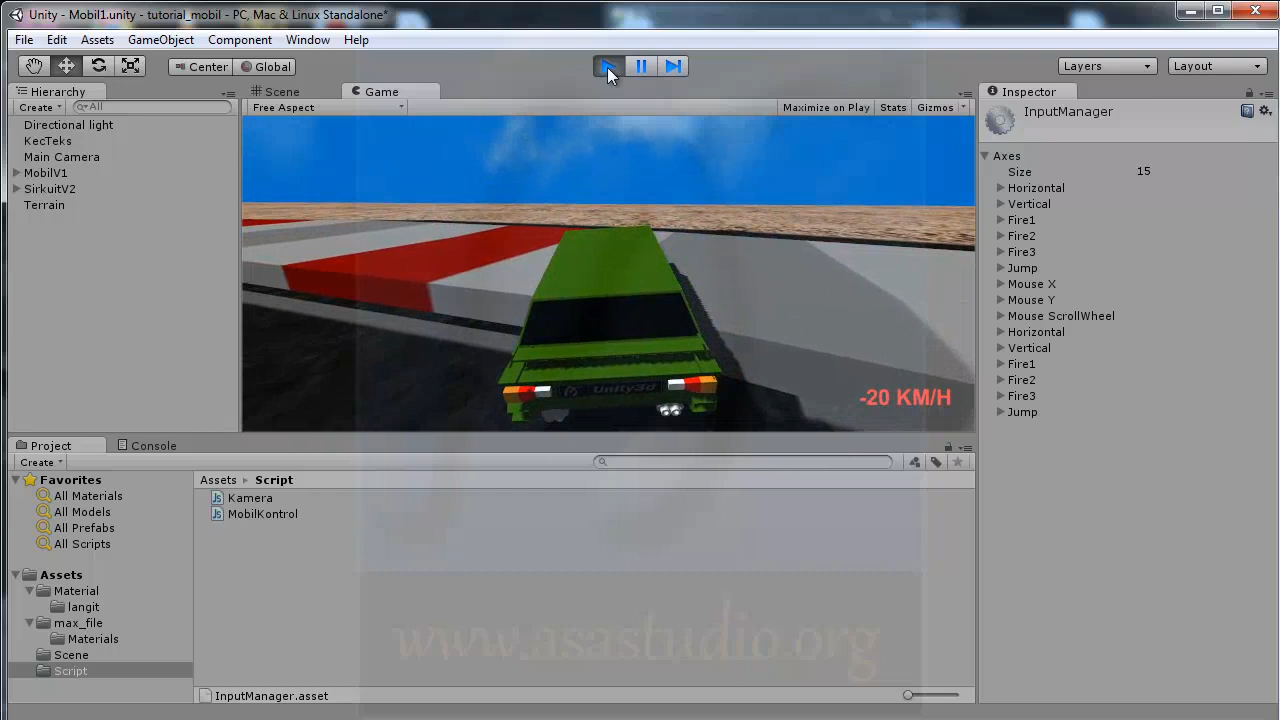 Unity - Mobil1.unity - tutorial_mobil - PC, Mac & Linux Standalone*
File Edit Assets GameObject Component Window Help
Center Global Layers Layout
Hierarchy
Create All
Directional light
KecTeks
Main Camera
MobilV1
SirkuitV2
Terrain
Scene Game
Free Aspect Maximize on Play Stats Gizmos
Unity3d
-20 KM/H
Inspector
InputManager
Axes
Size 15
Horizontal
Vertical
Fire1
Fire2
Fire3
Jump
Mouse X
Mouse Y
Mouse ScrollWheel
Horizontal
Vertical
Fire1
Fire2
Fire3
Jump
Project Console
Create
Favorites
All Materials
All Models
All Prefabs
All Scripts
Assets
Material
langit
max_file
Materials
Scene
Script
Assets Script
Js Kamera
Js MobilKontrol
www.asastudio.org
InputManager.asset